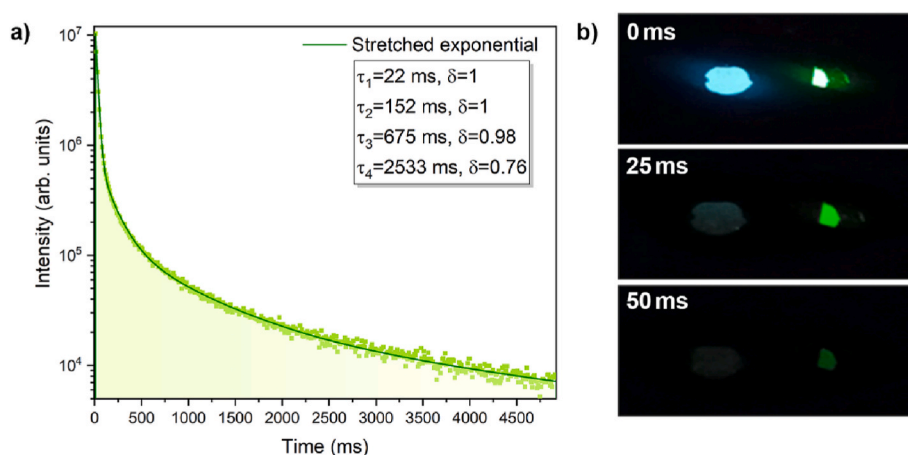 a)
Intensity (arb. units)
10⁷
10⁶
10⁵
10⁴
Stretched exponential
τ₁=22 ms, δ=1
τ₂=152 ms, δ=1
τ₃=675 ms, δ=0.98
τ₄=2533 ms, δ=0.76
0 500 1000 1500 2000 2500 3000 3500 4000 4500
Time (ms)
b)
0 ms
25 ms
50 ms